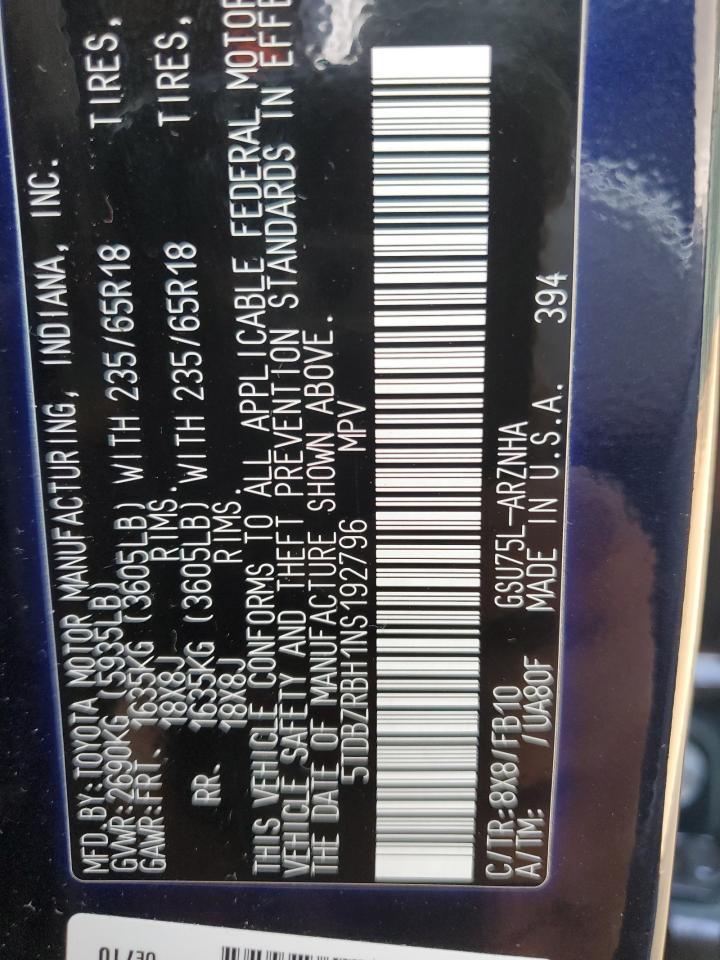 MFD.BY:TOYOTA MOTOR MANUFACTURING, INDIANA, INC.
GVWR:2690KG (5935LB)
GAWR:FRT. 1635KG (3605LB) WITH 235/65R18 TIRES,
18X8J RIMS.
RR. 1635KG (3605LB) WITH 235/65R18 TIRES,
18X8J RIMS.
THIS VEHICLE CONFORMS TO ALL APPLICABLE FEDERAL MOTOR
VEHICLE SAFETY AND THEFT PREVENTION STANDARDS IN EFFE
THE DATE OF MANUFACTURE SHOWN ABOVE.
5TDBZRBH1NS192796 MPV
C/TR:8X8/FB10 GSU75L-ARZNHA
A/TM: /UA80F MADE IN U.S.A. 394